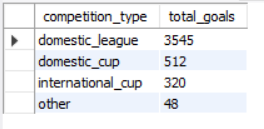 competition_type total_goals
domestic_league 3545
domestic_cup 512
international_cup 320
other 48